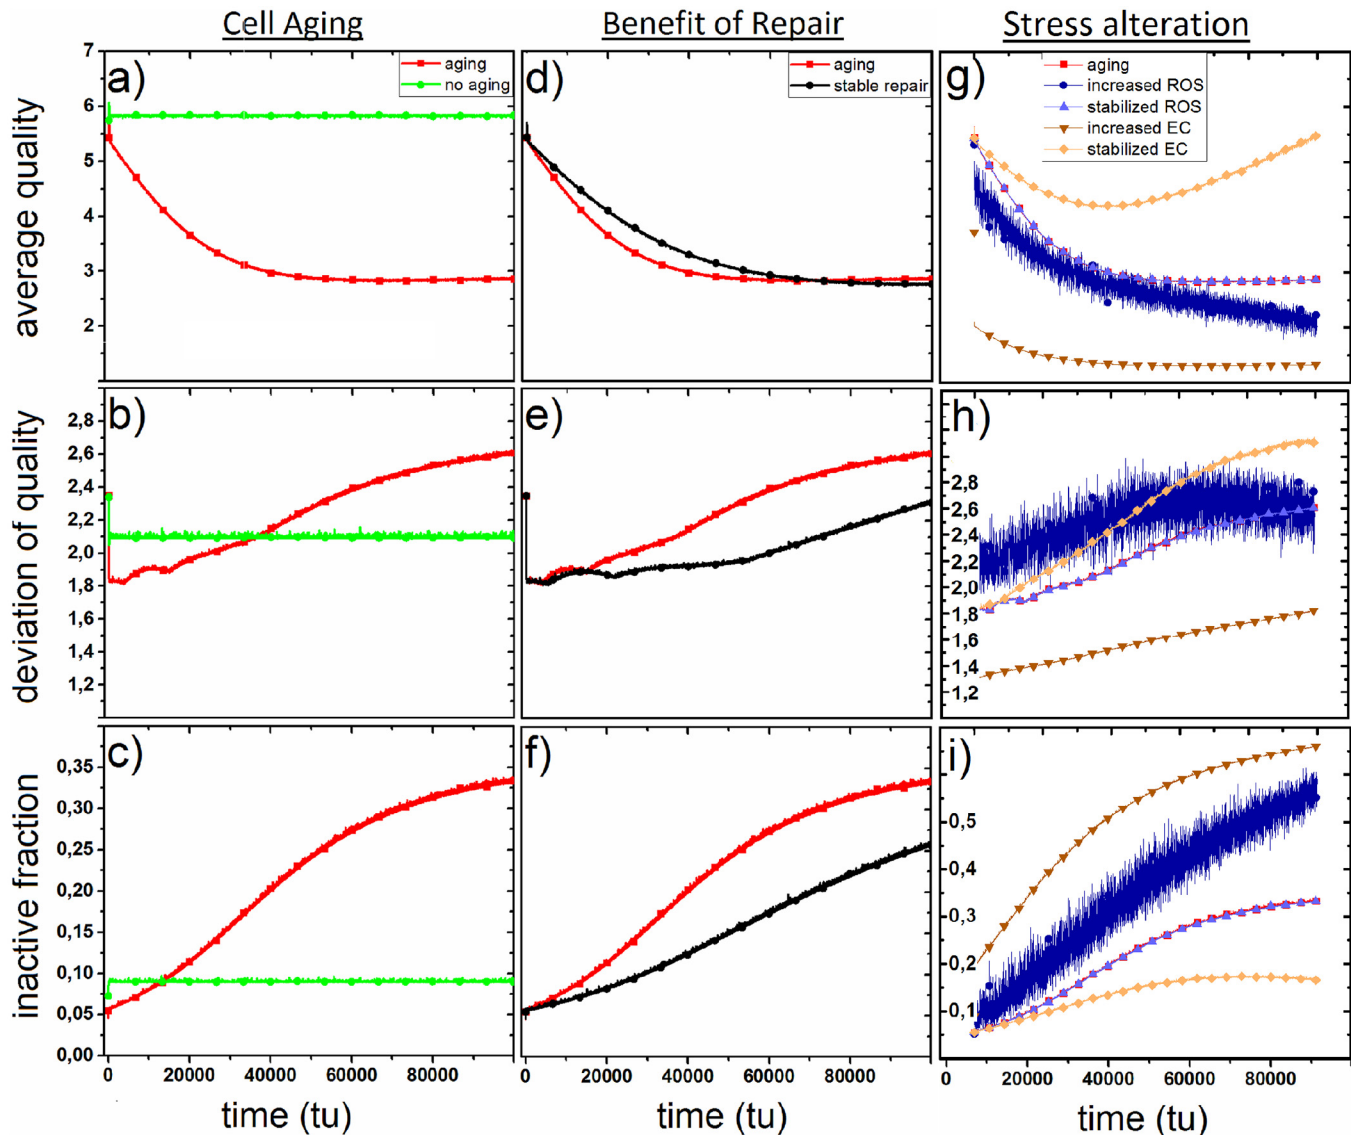 Cell Aging
Benefit of Repair
Stress alteration
average quality
7
6
5
4
3
2
a)
aging
no aging
d)
aging
stable repair
g)
aging
increased ROS
stabilized ROS
increased EC
stabilized EC
deviation of quality
2,8
2,6
2,4
2,2
2,0
1,8
1,6
1,4
1,2
b)
e)
h)
2,8
2,6
2,4
2,2
2,0
1,8
1,6
1,4
1,2
inactive fraction
0,35
0,30
0,25
0,20
0,15
0,10
0,05
0,00
c)
f)
i)
0,5
0,4
0,3
0,2
0,1
0 20000 40000 60000 80000
0 20000 40000 60000 80000
20000 40000 60000 80000
time (tu)
time (tu)
time (tu)